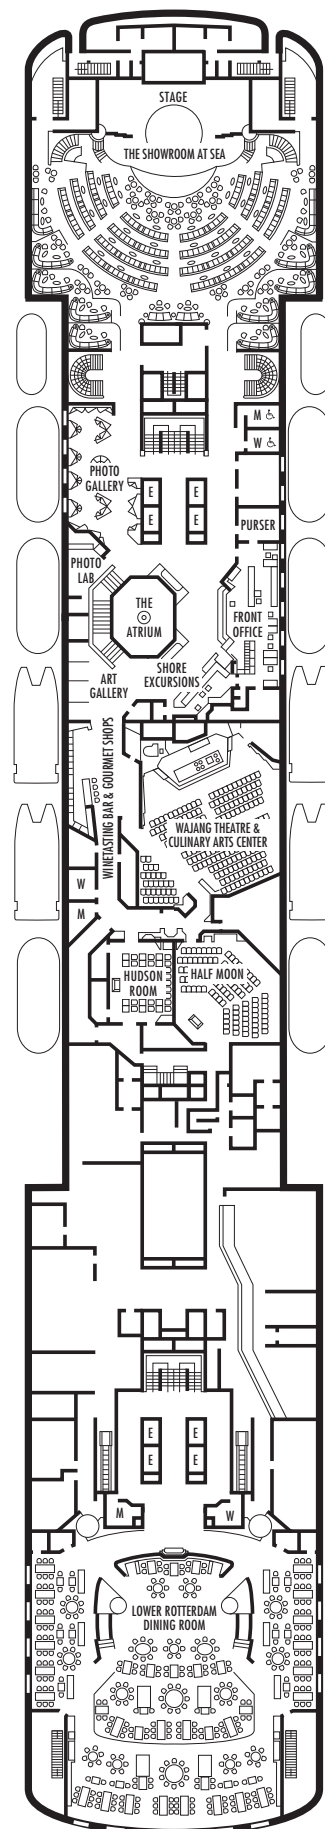 STAGE
THE SHOWROOM AT SEA
M ♿
W ♿
PHOTO
GALLERY
E
E
E
E
PURSER
PHOTO
LAB
THE
ATRIUM
FRONT
OFFICE
ART
GALLERY
SHORE
EXCURSIONS
WINETASTING BAR & GOURMET SHOPS
WAJANG THEATRE &
CULINARY ARTS CENTER
W
M
HUDSON
ROOM
HALF MOON
E
E
E
E
M
W
LOWER ROTTERDAM
DINING ROOM